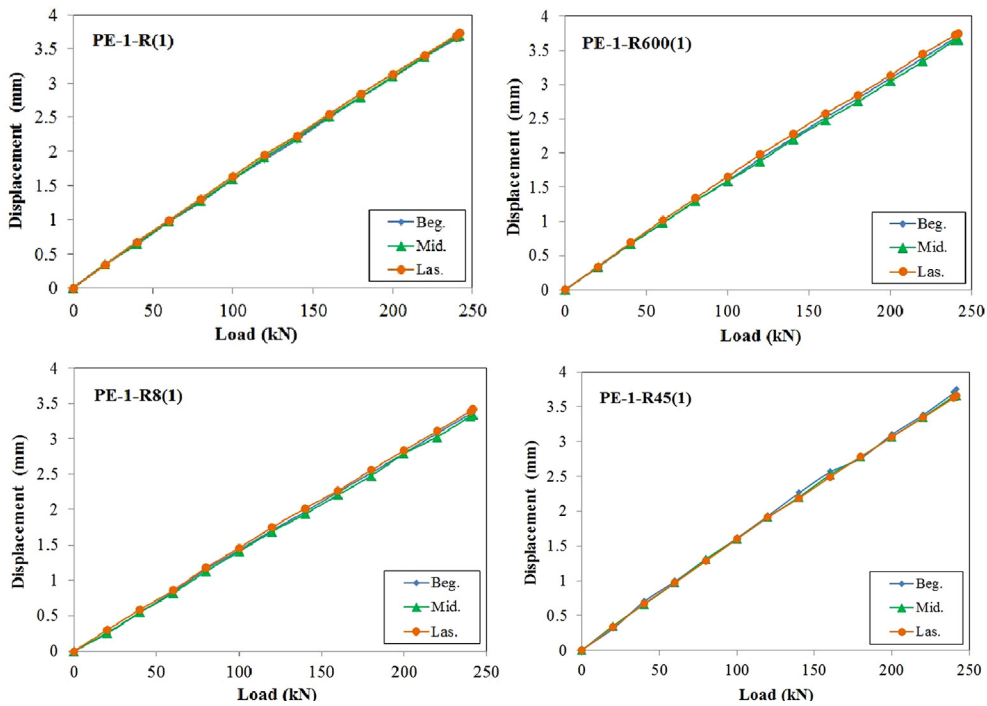 PE-1-R(1)
Displacement (mm)
4
3.5
3
2.5
2
1.5
1
0.5
0
Beg.
Mid.
Las.
0 50 100 150 200 250
Load (kN)
PE-1-R600(1)
Displacement (mm)
4
3.5
3
2.5
2
1.5
1
0.5
0
Beg.
Mid.
Las.
0 50 100 150 200 250
Load (kN)
PE-1-R8(1)
Displacement (mm)
4
3.5
3
2.5
2
1.5
1
0.5
0
Beg.
Mid.
Las.
0 50 100 150 200 250
Load (kN)
PE-1-R45(1)
Displacement (mm)
4
3.5
3
2.5
2
1.5
1
0.5
0
Beg.
Mid.
Las.
0 50 100 150 200 250
Load (kN)